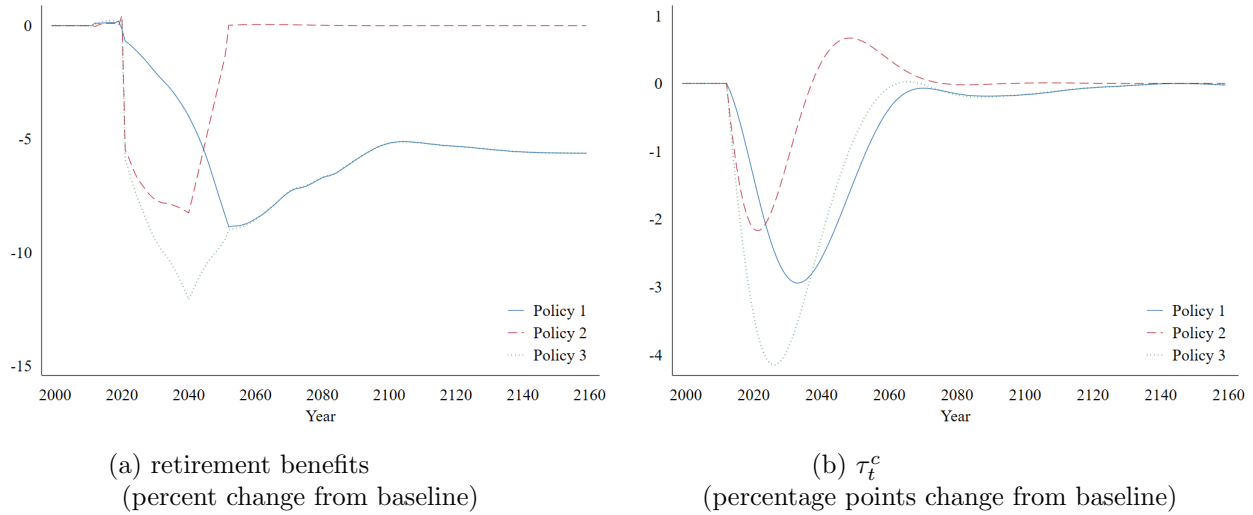 0
-5
-10
-15
Policy 1
Policy 2
Policy 3
2000 2020 2040 2060 2080 2100 2120 2140 2160
Year
(a) retirement benefits
(percent change from baseline)
1
0
-1
-2
-3
-4
Policy 1
Policy 2
Policy 3
2000 2020 2040 2060 2080 2100 2120 2140 2160
Year
(b) τ_t^c
(percentage points change from baseline)